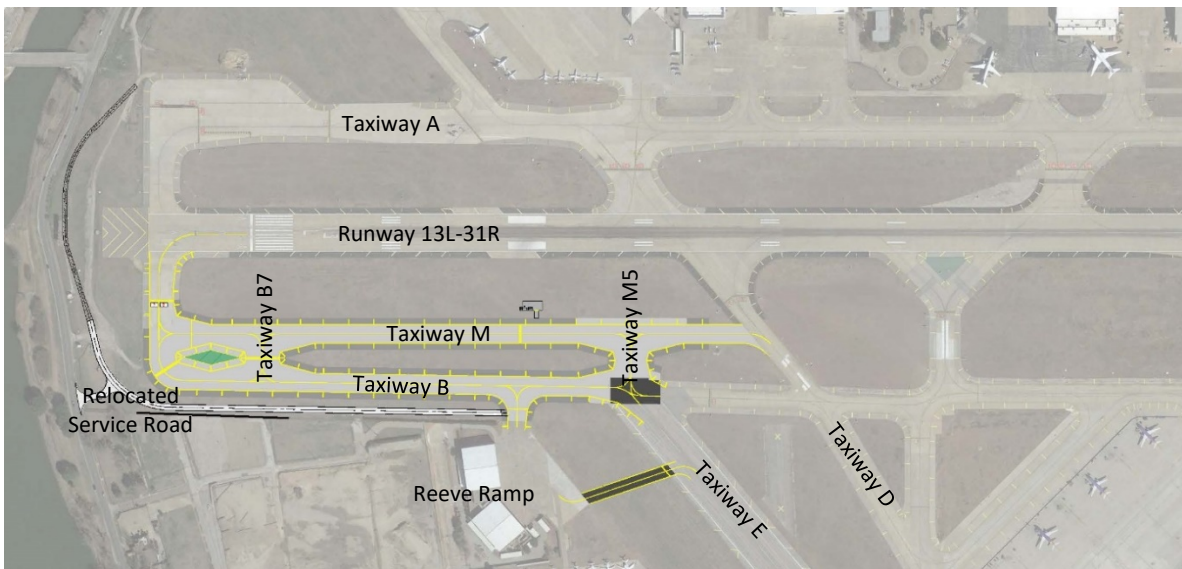 Taxiway A
Runway 13L-31R
Taxiway B7
Taxiway M5
Taxiway M
Taxiway B
Relocated
Service Road
Reeve Ramp
Taxiway E
Taxiway D